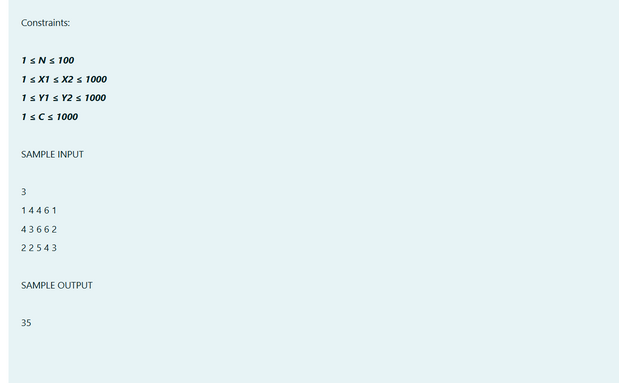 Constraints:
1 ≤ N ≤ 100
1 ≤ X1 ≤ X2 ≤ 1000
1 ≤ Y1 ≤ Y2 ≤ 1000
1 ≤ C ≤ 1000
SAMPLE INPUT
3
1 4 4 6 1
4 3 6 6 2
2 2 5 4 3
SAMPLE OUTPUT
35